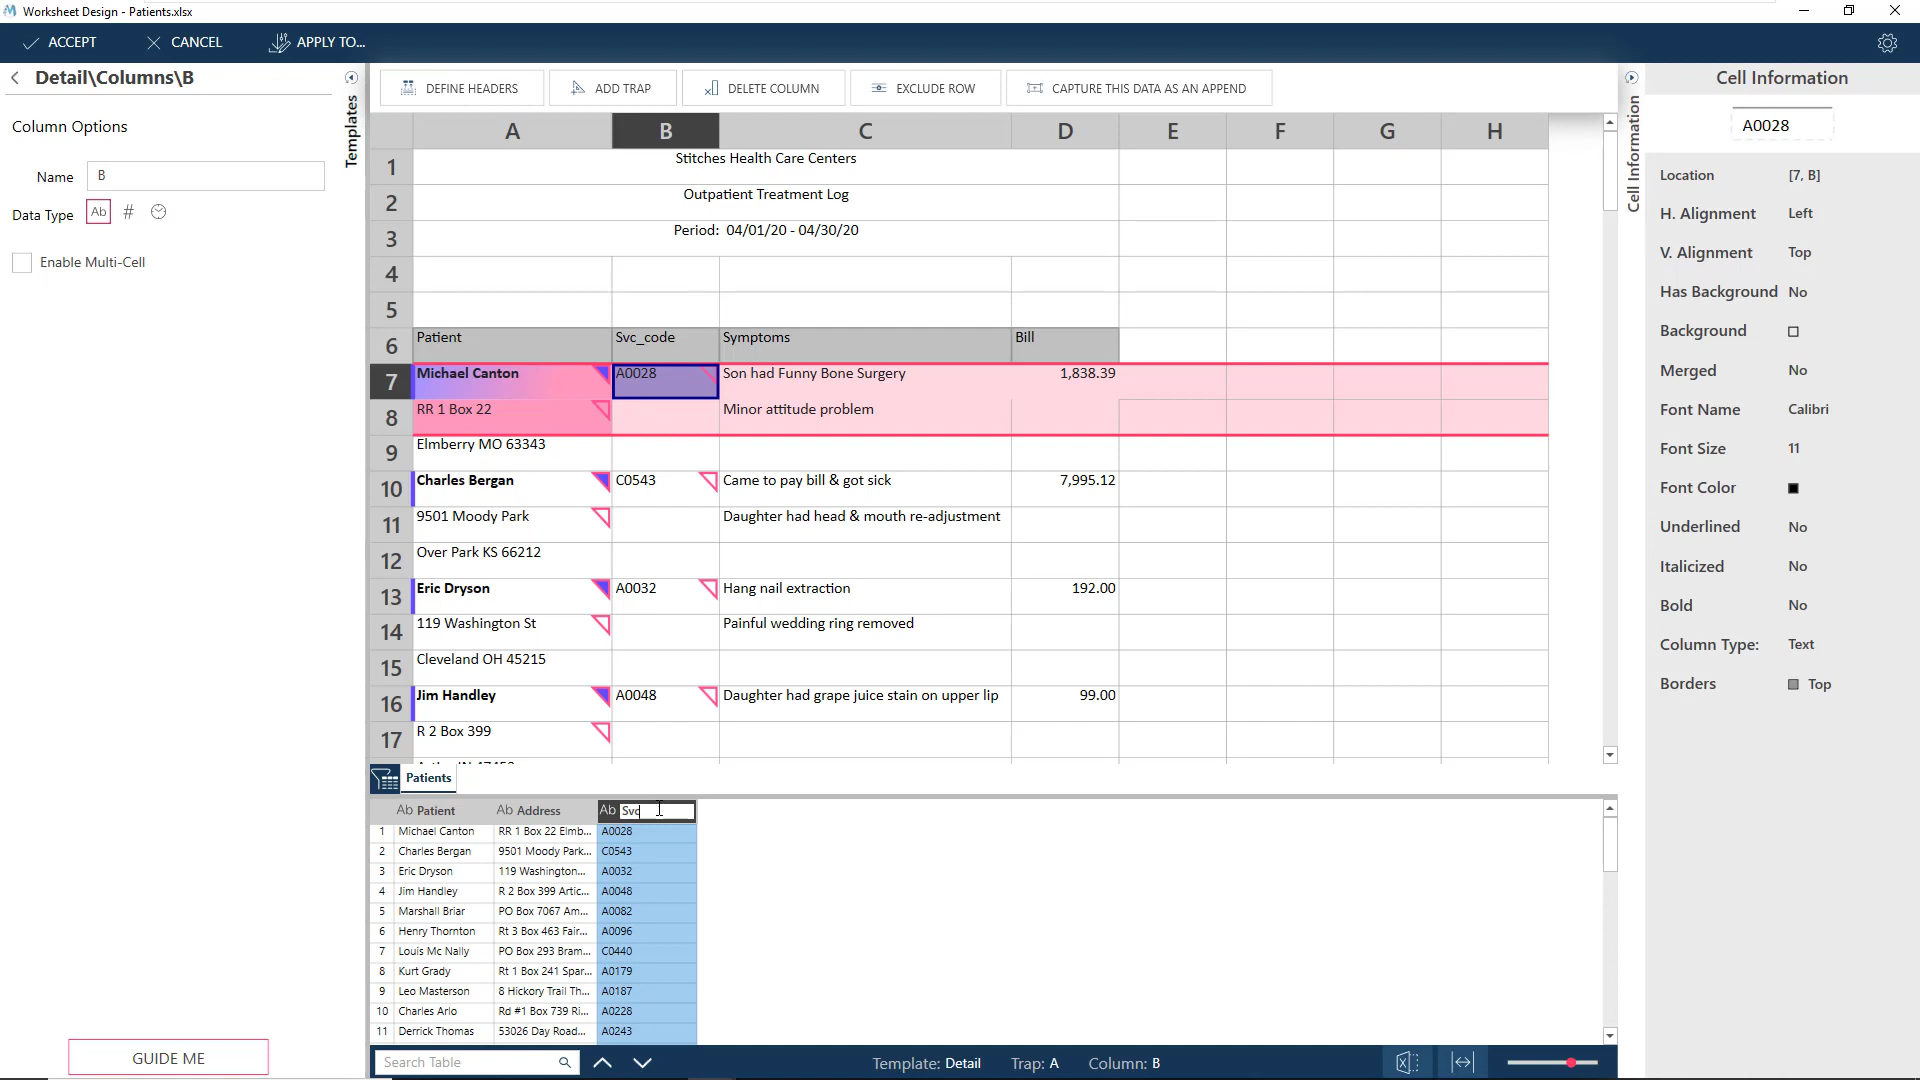 Worksheet Design - Patients.xlsx
ACCEPT CANCEL APPLY TO...
Detail\Columns\B
Column Options
Name B
Data Type Ab #
Enable Multi-Cell
GUIDE ME
Templates
DEFINE HEADERS ADD TRAP DELETE COLUMN EXCLUDE ROW CAPTURE THIS DATA AS AN APPEND
A B C D E F G H
1 Stitches Health Care Centers
2 Outpatient Treatment Log
3 Period: 04/01/20 - 04/30/20
4
5
6 Patient Svc_code Symptoms Bill
7 Michael Canton A0028 Son had Funny Bone Surgery 1,838.39
8 RR 1 Box 22 Minor attitude problem
9 Elmberry MO 63343
10 Charles Bergan C0543 Came to pay bill & got sick 7,995.12
11 9501 Moody Park Daughter had head & mouth re-adjustment
12 Over Park KS 66212
13 Eric Dryson A0032 Hang nail extraction 192.00
14 119 Washington St Painful wedding ring removed
15 Cleveland OH 45215
16 Jim Handley A0048 Daughter had grape juice stain on upper lip 99.00
17 R 2 Box 399
Patients
Ab Patient Ab Address Ab Svc
1 Michael Canton RR 1 Box 22 Elmb... A0028
2 Charles Bergan 9501 Moody Park... C0543
3 Eric Dryson 119 Washington... A0032
4 Jim Handley R 2 Box 399 Artic... A0048
5 Marshall Briar PO Box 7067 Am... A0082
6 Henry Thornton Rt 3 Box 463 Fair... A0096
7 Louis Mc Nally PO Box 293 Bram... C0440
8 Kurt Grady Rt 1 Box 241 Spar... A0179
9 Leo Masterson 8 Hickory Trail Th... A0187
10 Charles Arlo Rd #1 Box 739 Ri... A0228
11 Derrick Thomas 53026 Day Road... A0243
Search Table Template: Detail Trap: A Column: B
Cell Information
Cell Information
A0028
Location [7, B]
H. Alignment Left
V. Alignment Top
Has Background No
Background
Merged No
Font Name Calibri
Font Size 11
Font Color
Underlined No
Italicized No
Bold No
Column Type: Text
Borders Top